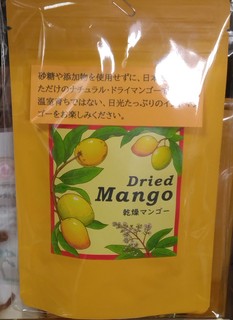 砂糖や添加物を使用せずに、日本
ただけのナチュラル・ドライマンゴー
温室育ちではない、日光たっぷりのイ
ゴーをお楽しみください。
Dried
Mango
乾燥マンゴー